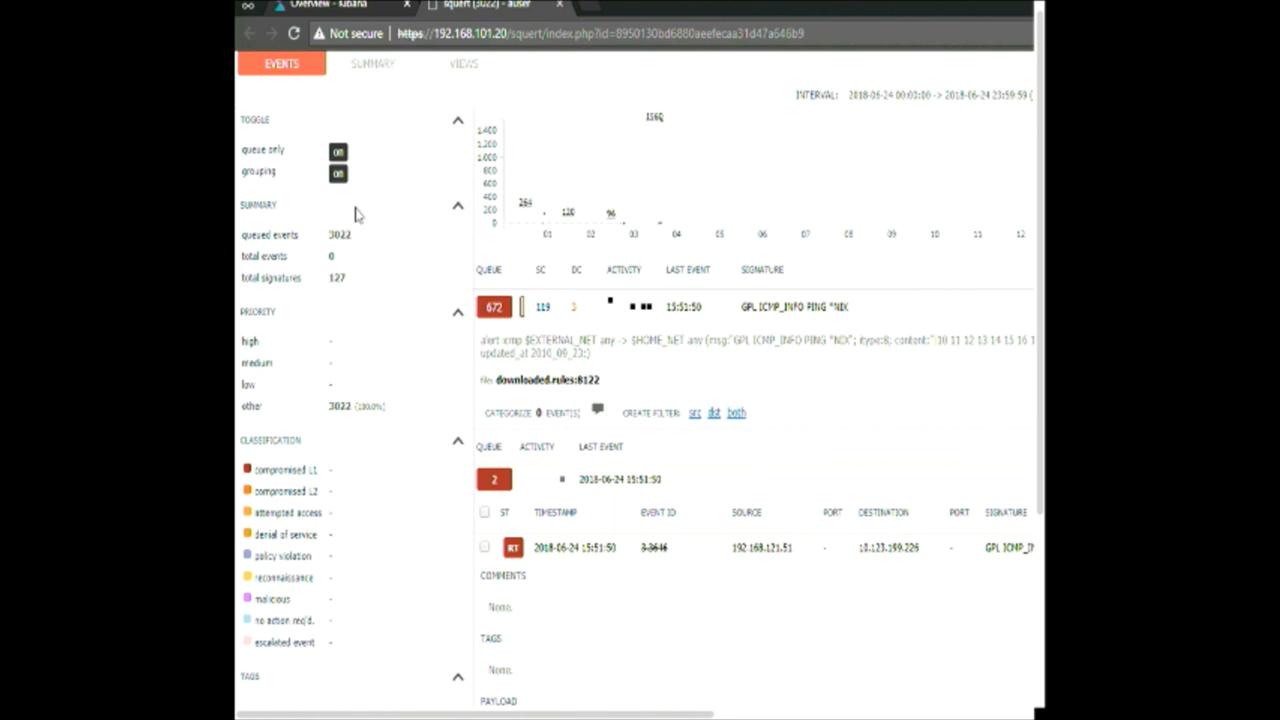 Overview - Kibana
squert (3022) - auser
Not secure | https://192.168.101.20/squert/index.php?id=8950130bd6880aeefecaa31d47a646b9
EVENTS SUMMARY VIEWS
INTERVAL: 2018-06-24 00:00:00 -> 2018-06-24 23:59:59 (
TOGGLE
queue only on
grouping on
SUMMARY
queued events 3022
total events 0
total signatures 127
PRIORITY
high -
medium -
low -
other 3022 (100.0%)
CLASSIFICATION
compromised L1 -
compromised L2 -
attempted access -
denial of service -
policy violation -
reconnaissance -
malicious -
no action req'd. -
escalated event -
TAGS
1560
1,400
1,200
1,000
800
600
400
200
0
264 120 96
01 02 03 04 05 06 07 08 09 10 11 12
QUEUE SC DC ACTIVITY LAST EVENT SIGNATURE
672 119 3 15:51:50 GPL ICMP_INFO PING *NIX
alert icmp $EXTERNAL_NET any -> $HOME_NET any (msg:"GPL ICMP_INFO PING *NIX"; itype:8; content:"|10 11 12 13 14 15 16 1
updated_at 2010_09_23;)
file: downloaded.rules:8122
CATEGORIZE 0 EVENT(S) CREATE FILTER: src dst both
QUEUE ACTIVITY LAST EVENT
2 2018-06-24 15:51:50
ST TIMESTAMP EVENT ID SOURCE PORT DESTINATION PORT SIGNATURE
RT 2018-06-24 15:51:50 3.3646 192.168.121.51 - 10.123.199.226 - GPL ICMP_I
COMMENTS
None.
TAGS
None.
PAYLOAD